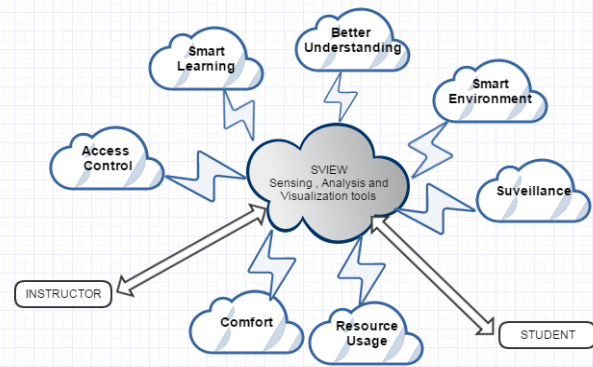 Better
Understanding
Smart
Learning
Smart
Environment
Access
Control
SVIEW
Sensing , Analysis and
Visualization tools
Suveillance
INSTRUCTOR
Comfort
Resource
Usage
STUDENT